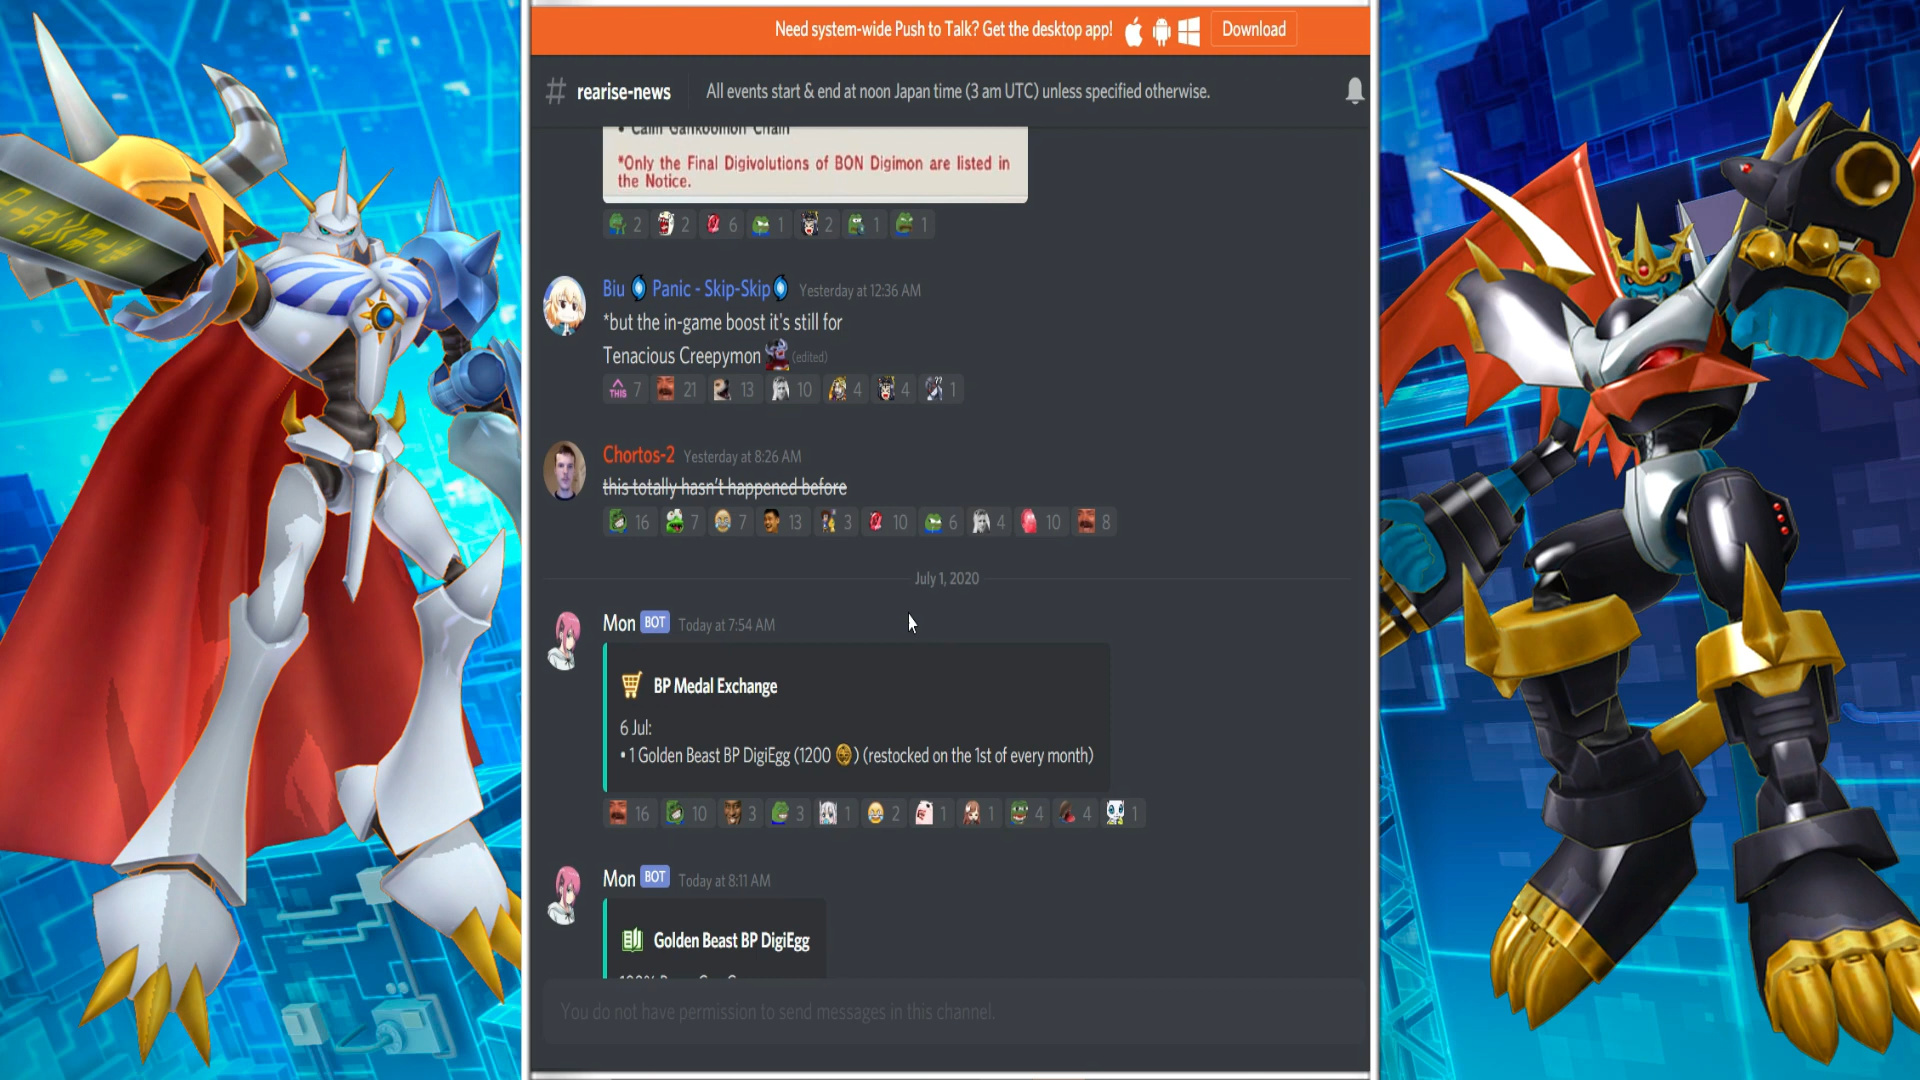 Need system-wide Push to Talk? Get the desktop app!
Download
# rearise-news
All events start & end at noon Japan time (3 am UTC) unless specified otherwise.
• Calm Gankoomon Chain
*Only the Final Digivolutions of BON Digimon are listed in
the Notice.
2 2 6 1 2 1 1
Biu Panic - Skip-Skip Yesterday at 12:36 AM
*but the in-game boost it's still for
Tenacious Creepymon (edited)
THIS 7 21 13 10 4 4 1
Chortos-2 Yesterday at 8:26 AM
this totally hasn't happened before
16 7 7 13 3 10 6 4 10 8
July 1, 2020
Mon BOT Today at 7:54 AM
BP Medal Exchange
6 Jul:
• 1 Golden Beast BP DigiEgg (1200 ) (restocked on the 1st of every month)
16 10 3 3 1 2 1 1 4 4 1
Mon BOT Today at 8:11 AM
Golden Beast BP DigiEgg
You do not have permission to send messages in this channel.